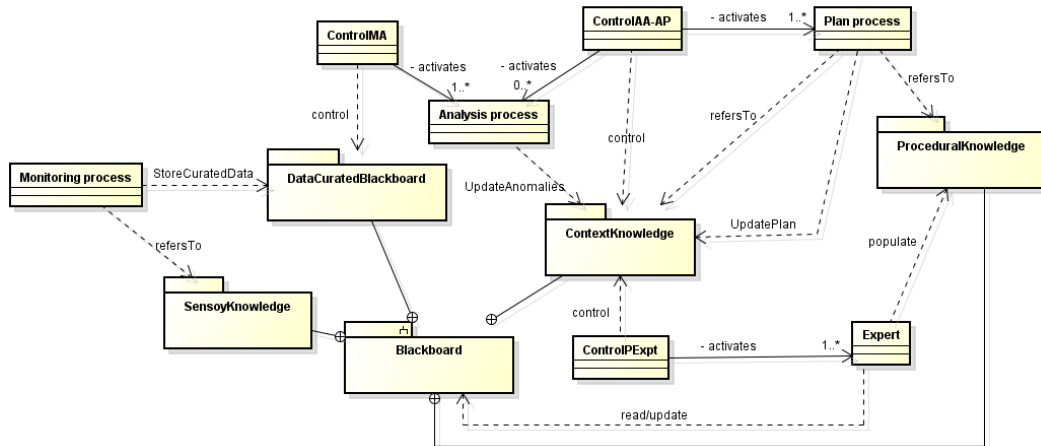 ControlMA
ControlAA-AP
- activates
1..*
Plan process
- activates
1..*
- activates
0..*
refersTo
control
Analysis process
control
refersTo
ProceduralKnowledge
Monitoring process
StoreCuratedData
DataCuratedBlackboard
UpdateAnomalies
ContextKnowledge
UpdatePlan
refersTo
populate
SensoyKnowledge
control
Blackboard
ControlPExpt
- activates
1..*
Expert
read/update